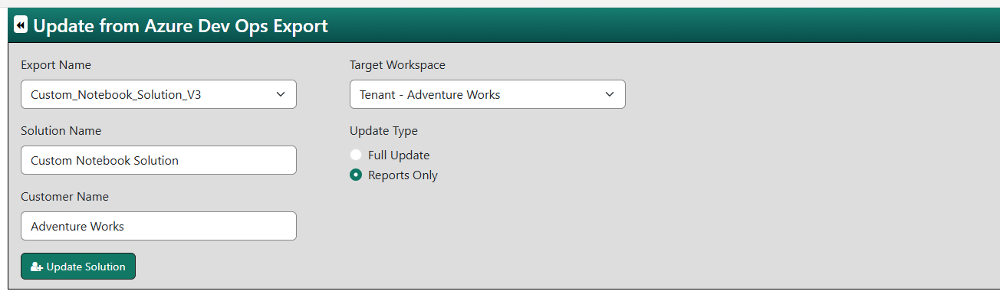 Update from Azure Dev Ops Export
Export Name
Custom_Notebook_Solution_V3
Solution Name
Custom Notebook Solution
Customer Name
Adventure Works
Update Solution
Target Workspace
Tenant - Adventure Works
Update Type
Full Update
Reports Only